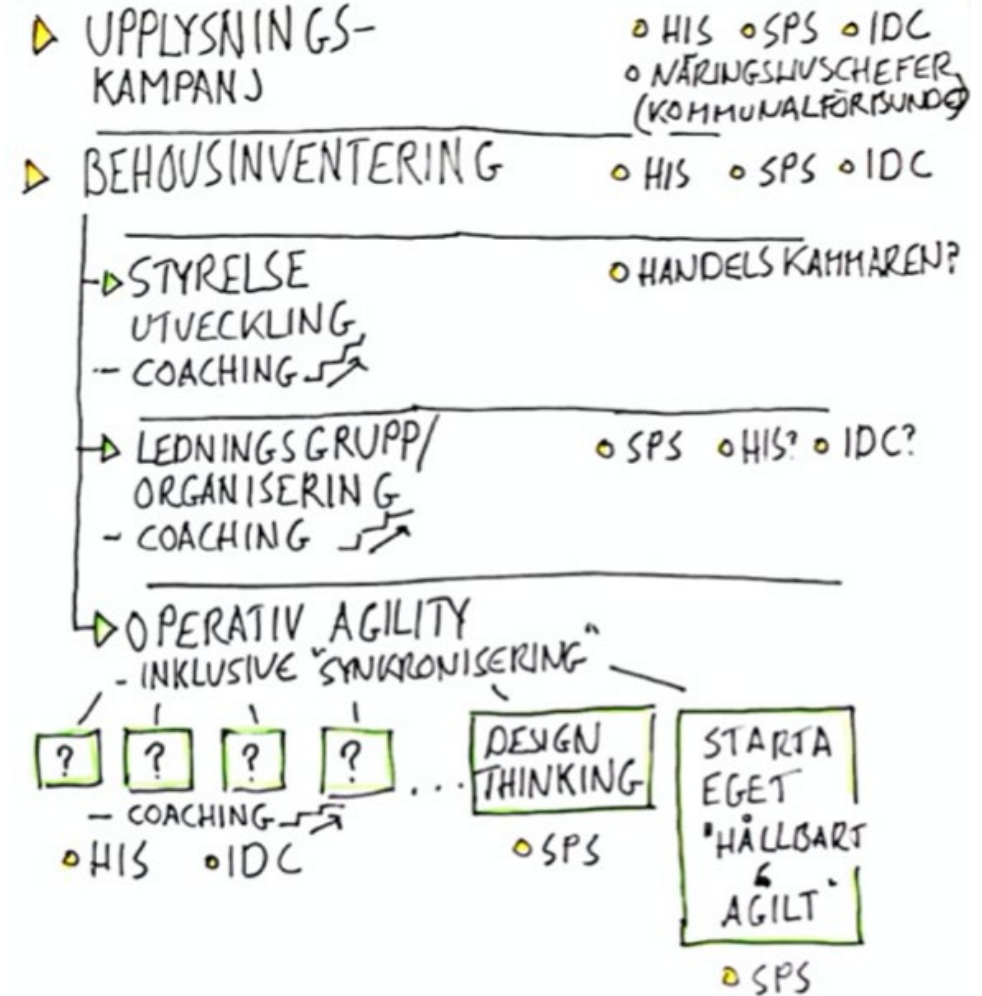 UPPLYSNINGS-
KAMPANJ
HIS SPS IDC
NÄRINGSLIVSCHEFER,
(KOMMUNALFÖRBUND)
BEHOVSINVENTERING
HIS SPS IDC
STYRELSE
UTVECKLING
- COACHING
HANDELSKAMMAREN?
LEDNINGSGRUPP/
ORGANISERING
- COACHING
SPS HIS? IDC?
OPERATIV AGILITY
- INKLUSIVE "SYNKRONISERING"
? ? ? ? ...
- COACHING
HIS IDC
DESIGN
THINKING
SPS
STARTA
EGET
"HÅLLBART
&
AGILT"
SPS